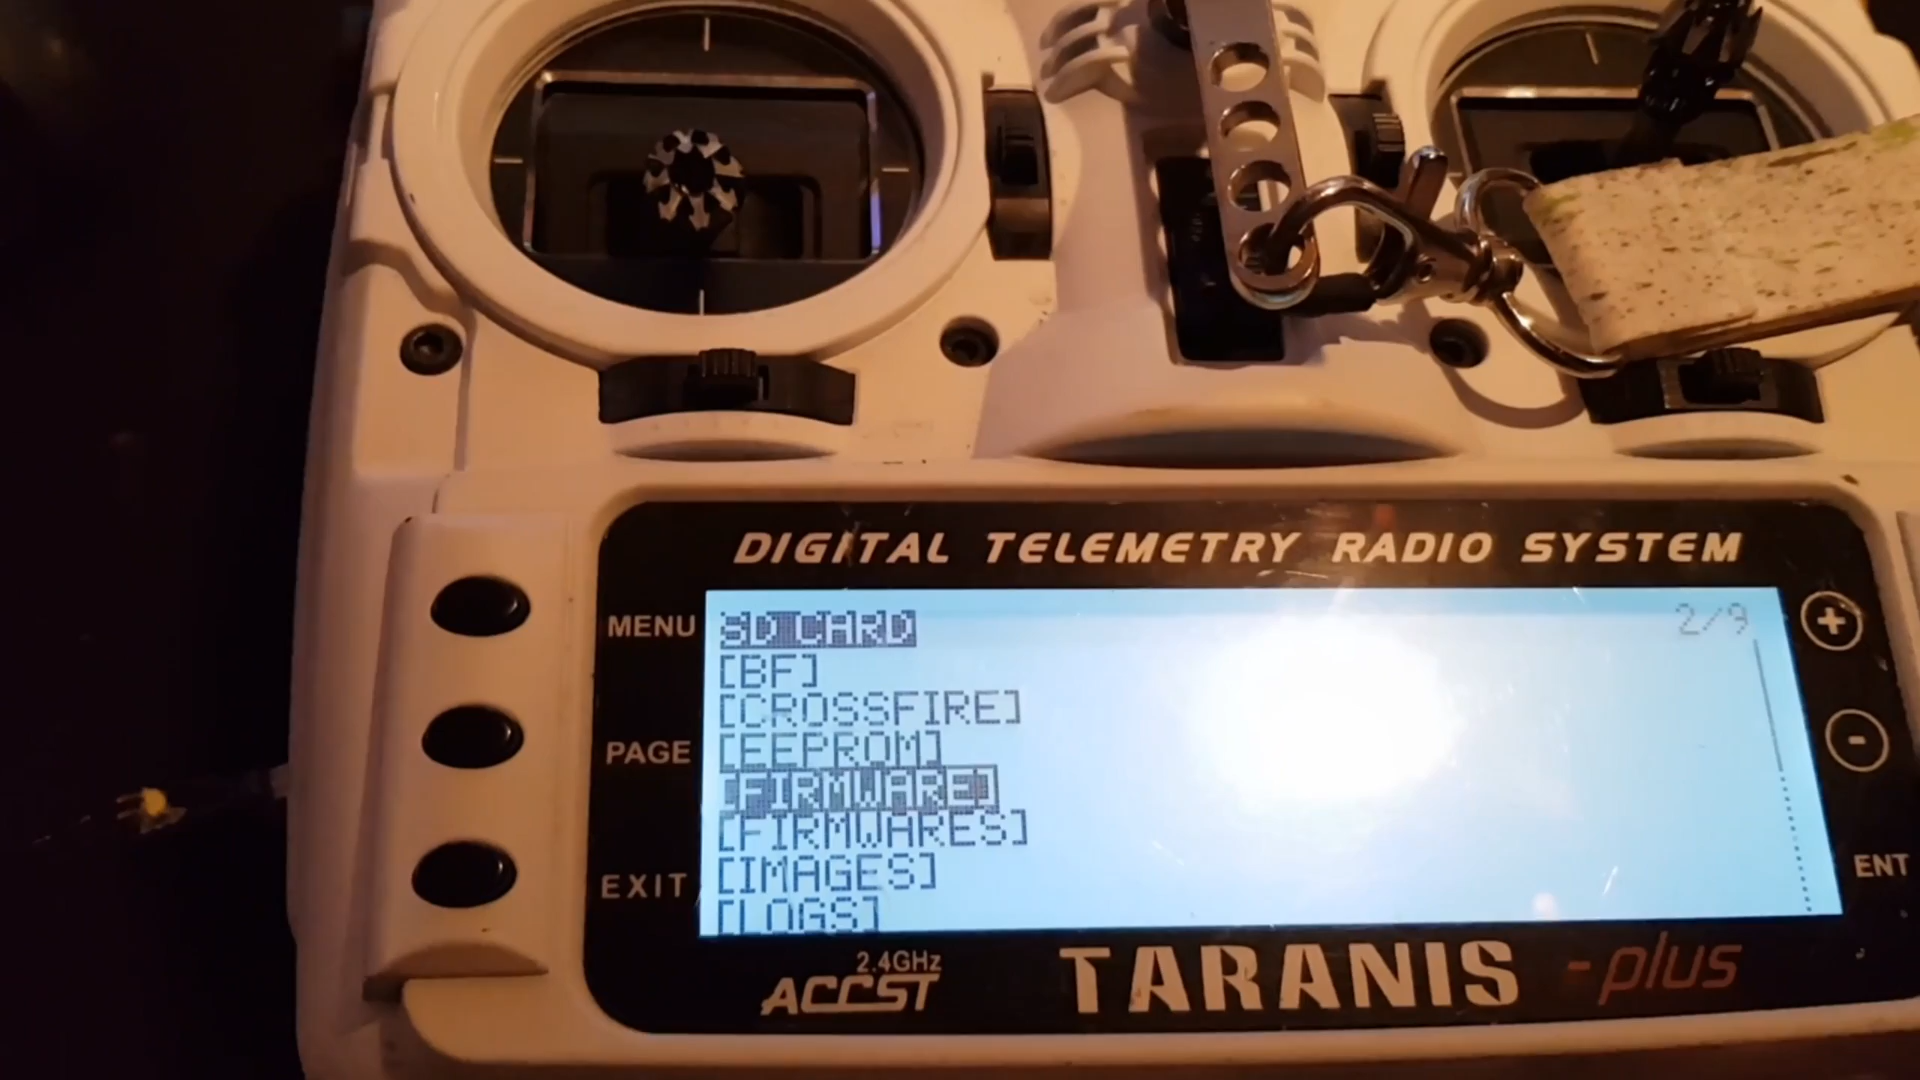 DIGITAL TELEMETRY RADIO SYSTEM
MENU
PAGE
EXIT
SD CARD 2/9
[BF]
[CROSSFIRE]
[EEPROM]
[FIRMWARE]
[FIRMWARES]
[IMAGES]
[LOGS]
+
-
ENT
2.4GHz
ACCST
TARANIS -plus